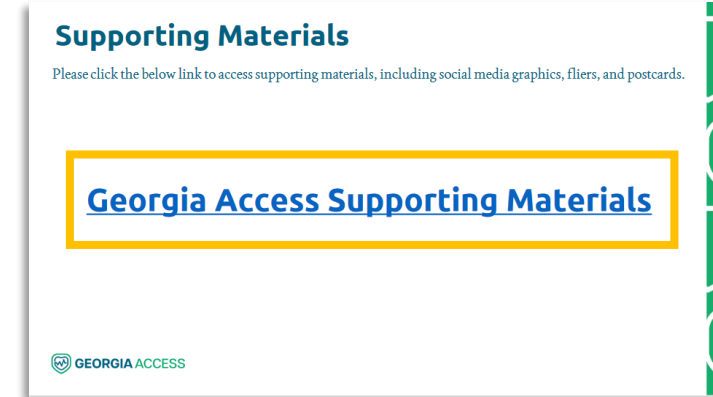 Supporting Materials
Please click the below link to access supporting materials, including social media graphics, fliers, and postcards.
Georgia Access Supporting Materials
GEORGIA ACCESS